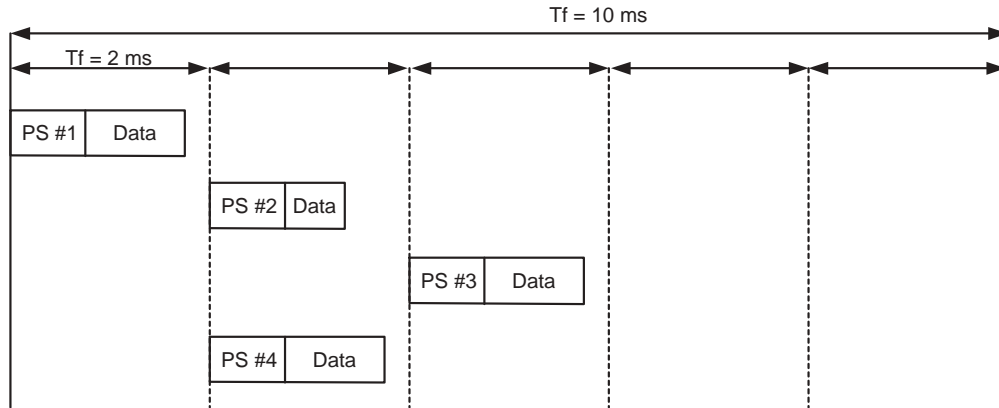 Tf = 10 ms
Tf = 2 ms
PS #1 Data
PS #2 Data
PS #3 Data
PS #4 Data